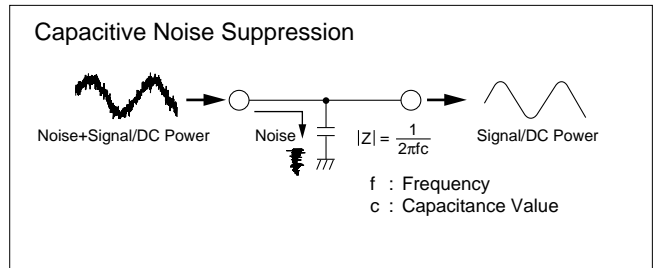 Capacitive Noise Suppression
Noise+Signal/DC Power
Noise
|Z| = 1/2πfc
Signal/DC Power
f : Frequency
c : Capacitance Value